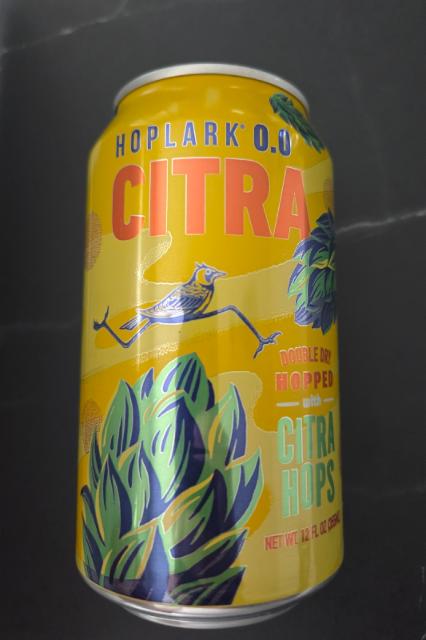 HOPLARK® 0.0
CITRA
DOUBLE DRY
HOPPED
with
CITRA
HOPS
NET WT. 12 FL OZ